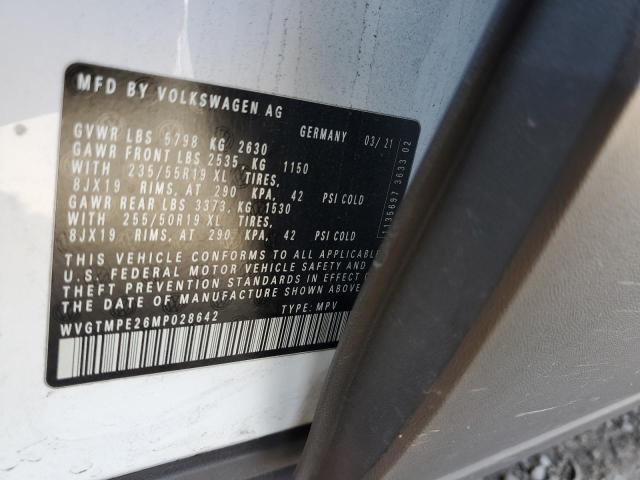 MFD BY VOLKSWAGEN AG
GERMANY 03/21
GVWR LBS 5798 KG 2630
GAWR FRONT LBS 2535, KG 1150
WITH 235/55R19 XL TIRES,
8JX19 RIMS, AT 290 KPA, 42 PSI COLD
GAWR REAR LBS 3373, KG 1530
WITH 255/50R19 XL TIRES,
8JX19 RIMS, AT 290 KPA, 42 PSI COLD
THIS VEHICLE CONFORMS TO ALL APPLICABLE
U.S. FEDERAL MOTOR VEHICLE SAFETY AND
THEFT PREVENTION STANDARDS IN EFFECT
THE DATE OF MANUFACTURE SHOWN ABOVE.
WVGTMPE26MP028642 TYPE: MPV
1135697 3633 02